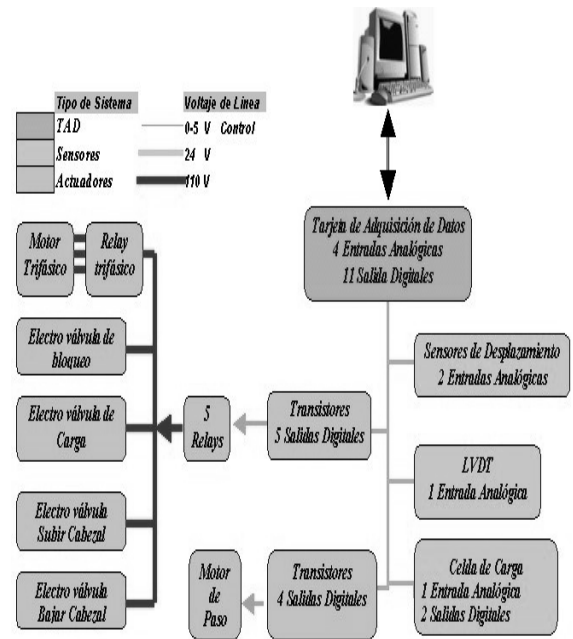 Tipo de Sistema
Voltaje de Línea
TAD
0-5 V Control
Sensores
24 V
Actuadores
110 V
Tarjeta de Adquisición de Datos
4 Entradas Analógicas
11 Salida Digitales
Motor
Trifásico
Relay
trifásico
Electro válvula de
bloqueo
Electro válvula de
Carga
Electro válvula
Subir Cabezal
Electro válvula
Bajar Cabezal
5
Relays
Transistores
5 Salidas Digitales
Sensores de Desplazamiento
2 Entradas Analógicas
LVDT
1 Entrada Analógica
Motor
de
Paso
Transistores
4 Salidas Digitales
Celda de Carga
1 Entrada Analógica
2 Salidas Digitales